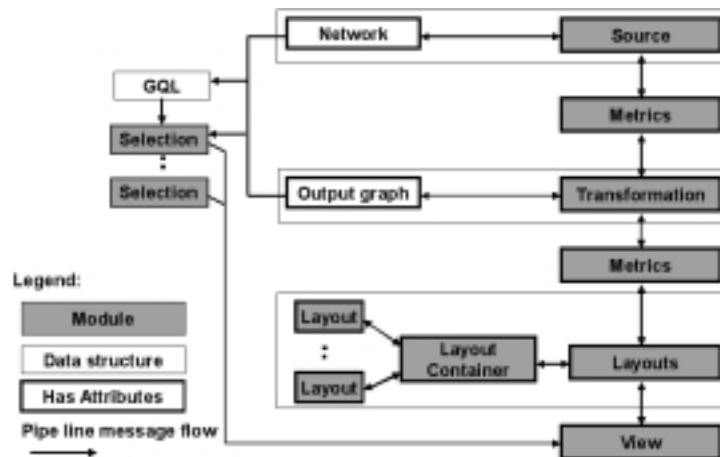 Network
Source
GQL
Metrics
Selection
Selection
Output graph
Transformation
Metrics
Legend:
Module
Layout
Layout
Container
Layouts
Data structure
Layout
Has Attributes
Pipe line message flow
View